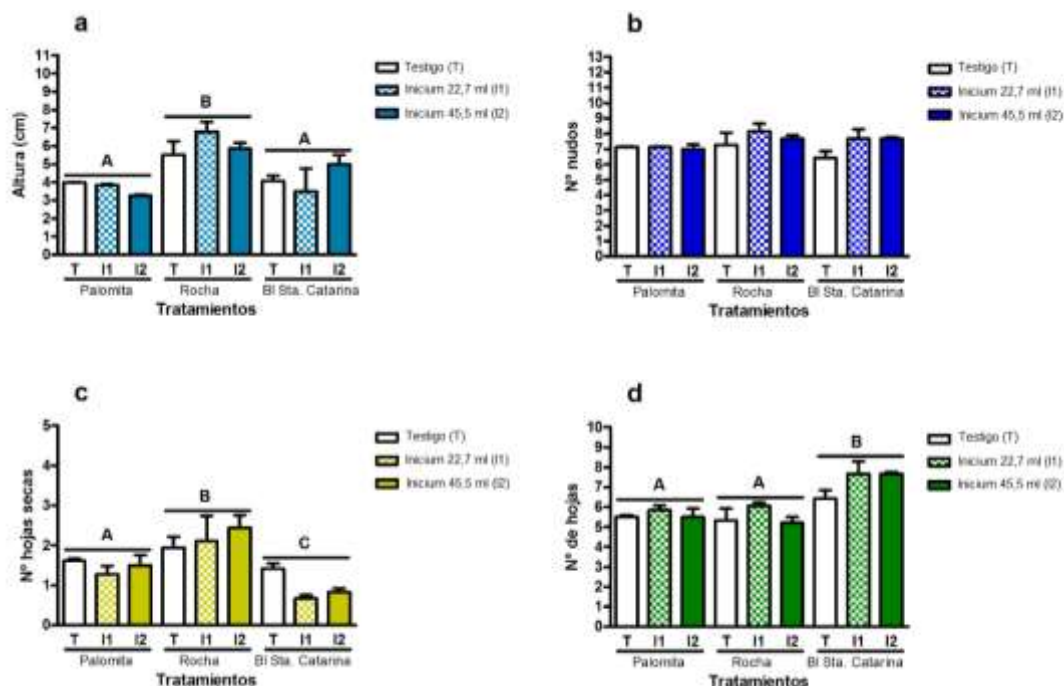 a
11
10
9
8
7
6
5
4
3
2
1
0
Altura (cm)
A
B
A
T I1 I2 T I1 I2 T I1 I2
Palomita Rocha Bl Sta. Catarina
Tratamientos
Testigo (T)
Inicium 22,7 ml (I1)
Inicium 45,5 ml (I2)
b
13
12
11
10
9
8
7
6
5
4
3
2
1
0
Nº nudos
T I1 I2 T I1 I2 T I1 I2
Palomita Rocha Bl Sta. Catarina
Tratamientos
Testigo (T)
Inicium 22,7 ml (I1)
Inicium 45,5 ml (I2)
c
5
4
3
2
1
0
Nº hojas secas
A
B
C
T I1 I2 T I1 I2 T I1 I2
Palomita Rocha Bl Sta. Catarina
Tratamientos
Testigo (T)
Inicium 22,7 ml (I1)
Inicium 45,5 ml (I2)
d
10
9
8
7
6
5
4
3
2
1
0
Nº de hojas
A
A
B
T I1 I2 T I1 I2 T I1 I2
Palomita Rocha Bl Sta. Catarina
Tratamientos
Testigo (T)
Inicium 22,7 ml (I1)
Inicium 45,5 ml (I2)